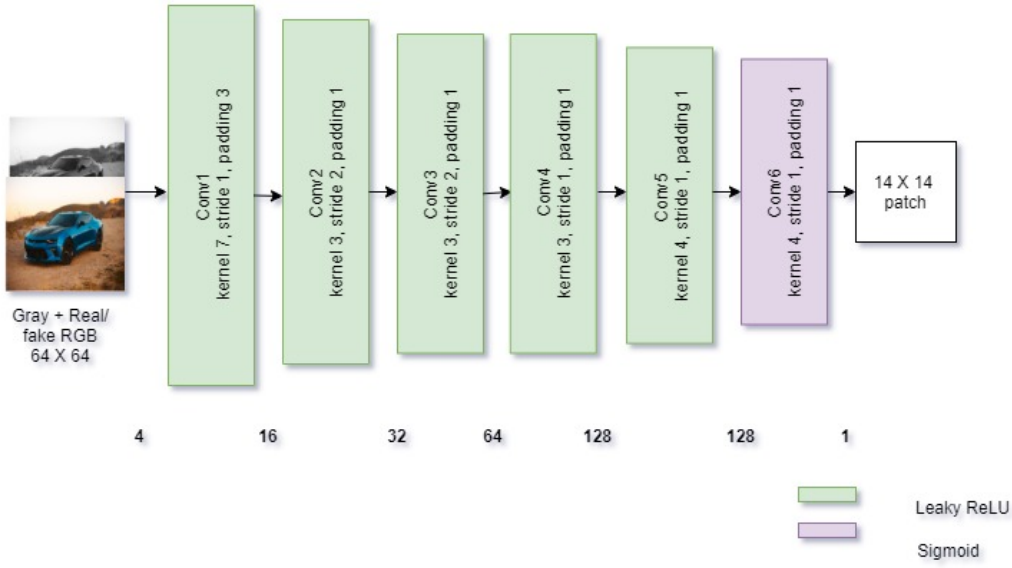 Conv1
kernel 7, stride 1, padding 3
Conv2
kernel 3, stride 2, padding 1
Conv3
kernel 3, stride 2, padding 1
Conv4
kernel 3, stride 1, padding 1
Conv5
kernel 4, stride 1, padding 1
Conv6
kernel 4, stride 1, padding 1
14 X 14
patch
Gray + Real/
fake RGB
64 X 64
4
16
32
64
128
128
1
Leaky ReLU
Sigmoid